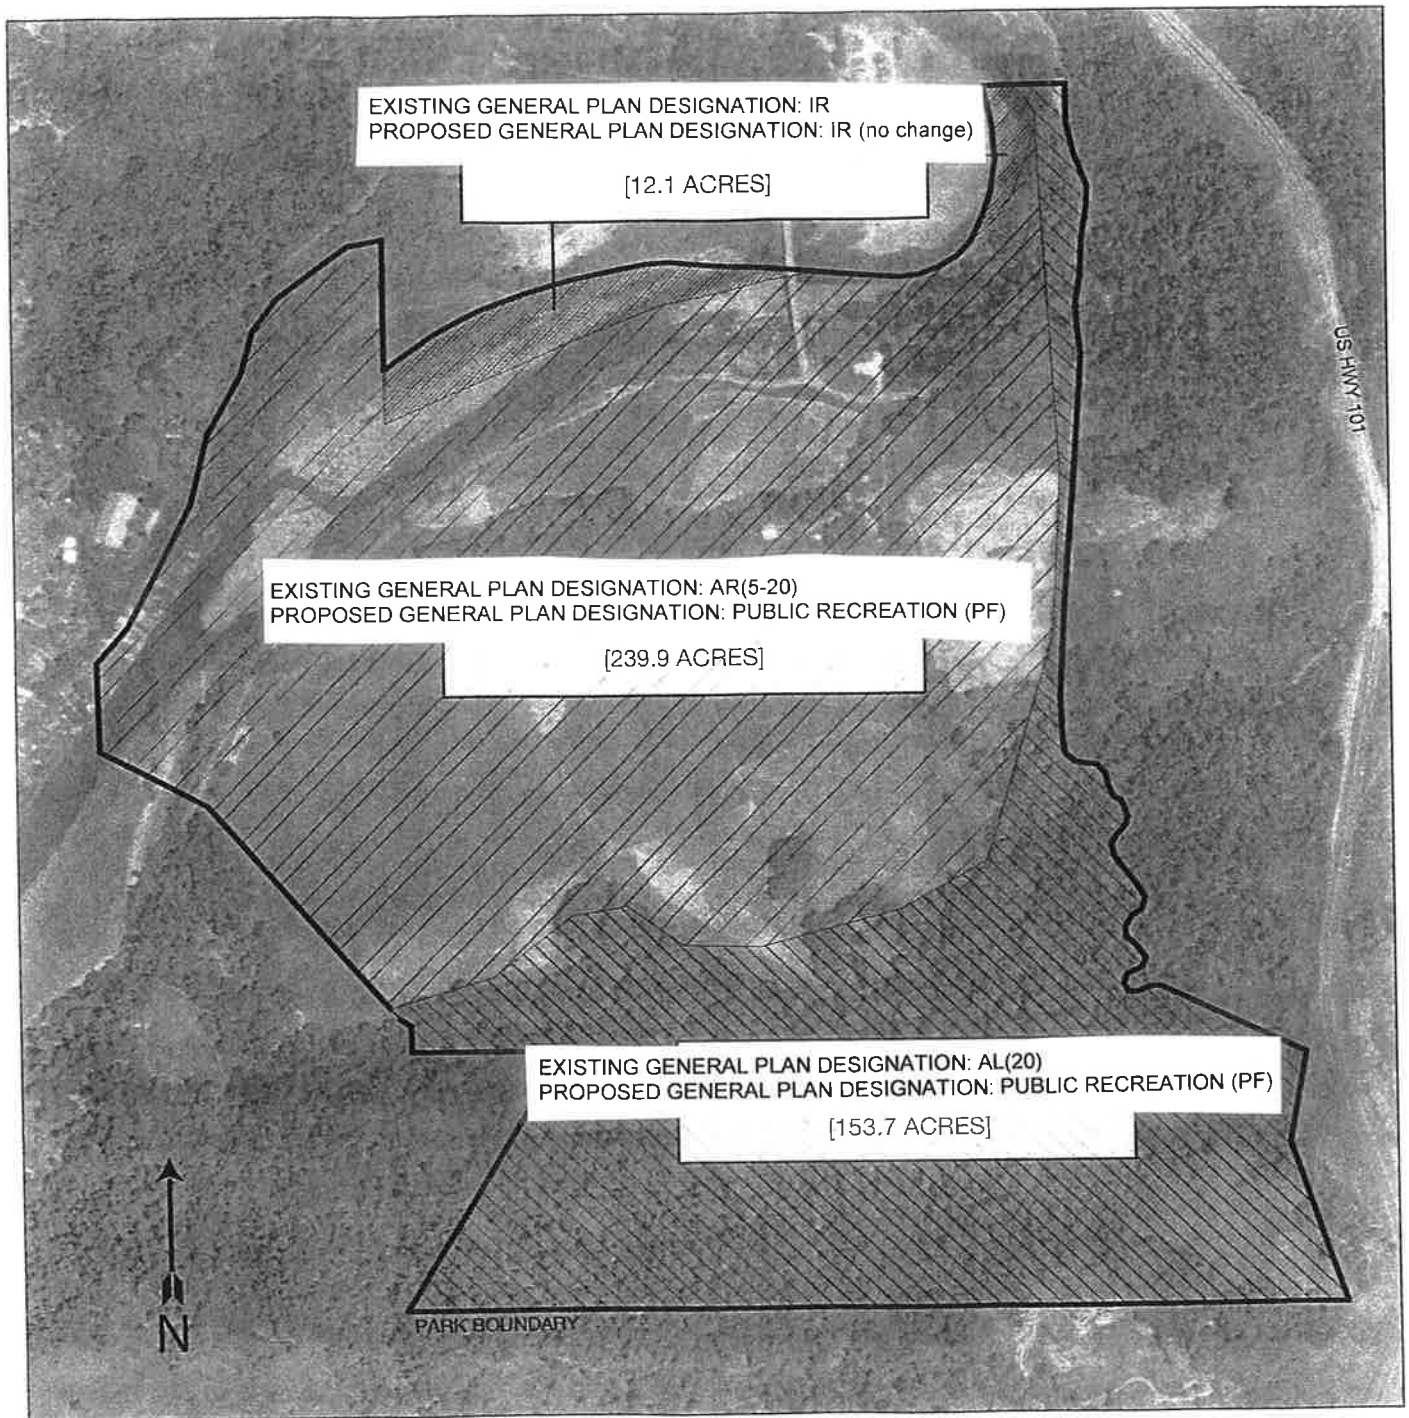 EXISTING GENERAL PLAN DESIGNATION: IR
PROPOSED GENERAL PLAN DESIGNATION: IR (no change)
[12.1 ACRES]
US HWY 101
EXISTING GENERAL PLAN DESIGNATION: AR(5-20)
PROPOSED GENERAL PLAN DESIGNATION: PUBLIC RECREATION (PF)
[239.9 ACRES]
EXISTING GENERAL PLAN DESIGNATION: AL(20)
PROPOSED GENERAL PLAN DESIGNATION: PUBLIC RECREATION (PF)
[153.7 ACRES]
N
PARK BOUNDARY